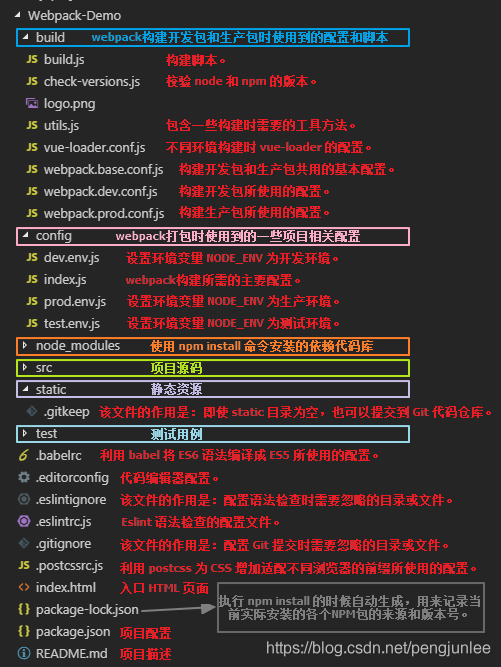 Webpack-Demo
build webpack构建开发包和生产包时使用到的配置和脚本
build.js 构建脚本。
check-versions.js 校验 node 和 npm 的版本。
logo.png
utils.js 包含一些构建时需要的工具方法。
vue-loader.conf.js 不同环境构建时 vue-loader 的配置。
webpack.base.conf.js 构建开发包和生产包共用的基本配置。
webpack.dev.conf.js 构建开发包所使用的配置。
webpack.prod.conf.js 构建生产包所使用的配置。
config webpack打包时使用到的一些项目相关配置
dev.env.js 设置环境变量 NODE_ENV 为开发环境。
index.js webpack构建所需的主要配置。
prod.env.js 设置环境变量 NODE_ENV 为生产环境。
test.env.js 设置环境变量 NODE_ENV 为测试环境。
node_modules 使用 npm install 命令安装的依赖代码库
src 项目源码
static 静态资源
.gitkeep 该文件的作用是：即使 static 目录为空，也可以提交到 Git 代码仓库。
test 测试用例
.babelrc 利用 babel 将 ES6 语法编译成 ES5 所使用的配置。
.editorconfig 代码编辑器配置。
.eslintignore 该文件的作用是：配置语法检查时需要忽略的目录或文件。
.eslintrc.js Eslint 语法检查的配置文件。
.gitignore 该文件的作用是：配置 Git 提交时需要忽略的目录或文件。
.postcssrc.js 利用 postcss 为 CSS 增加适配不同浏览器的前缀所使用的配置。
index.html 入口 HTML 页面
package-lock.json 执行 npm install 的时候自动生成，用来记录当
前实际安装的各个NPM包的来源和版本号。
package.json 项目配置
README.md 项目描述
https://blog.csdn.net/pengjunlee